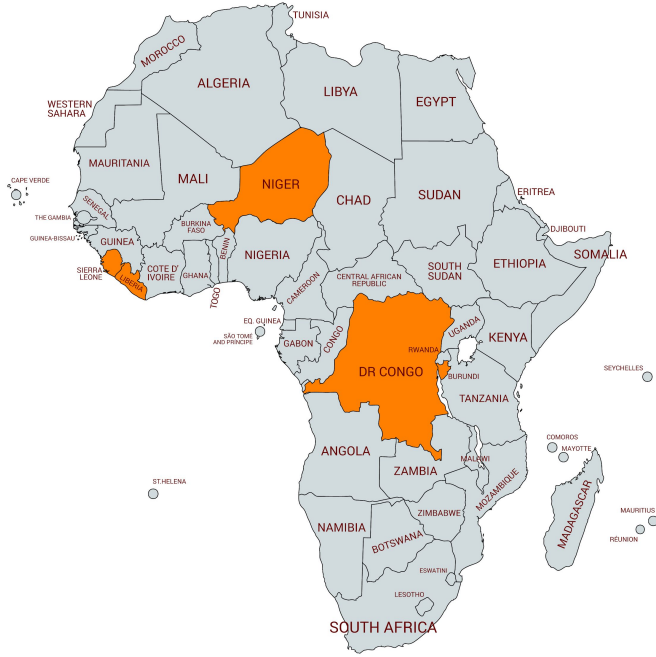 TUNISIA
MOROCCO
ALGERIA
LIBYA
EGYPT
WESTERN
SAHARA
MAURITANIA
MALI
NIGER
CHAD
SUDAN
ERITREA
CAPE VERDE
SENEGAL
THE GAMBIA
GUINEA-BISSAU
GUINEA
BURKINA
FASO
BENIN
NIGERIA
DJIBOUTI
SOMALIA
ETHIOPIA
SIERRA
LEONE
LIBERIA
COTE D'
IVOIRE
GHANA
TOGO
CAMEROON
CENTRAL AFRICAN
REPUBLIC
SOUTH
SUDAN
EQ. GUINEA
SÃO TOMÉ
AND PRÍNCIPE
GABON
CONGO
UGANDA
KENYA
RWANDA
DR CONGO
BURUNDI
TANZANIA
SEYCHELLES
COMOROS
MAYOTTE
ANGOLA
ZAMBIA
MALAWI
MOZAMBIQUE
ST.HELENA
ZIMBABWE
MADAGASCAR
MAURITIUS
RÉUNION
NAMIBIA
BOTSWANA
ESWATINI
LESOTHO
SOUTH AFRICA